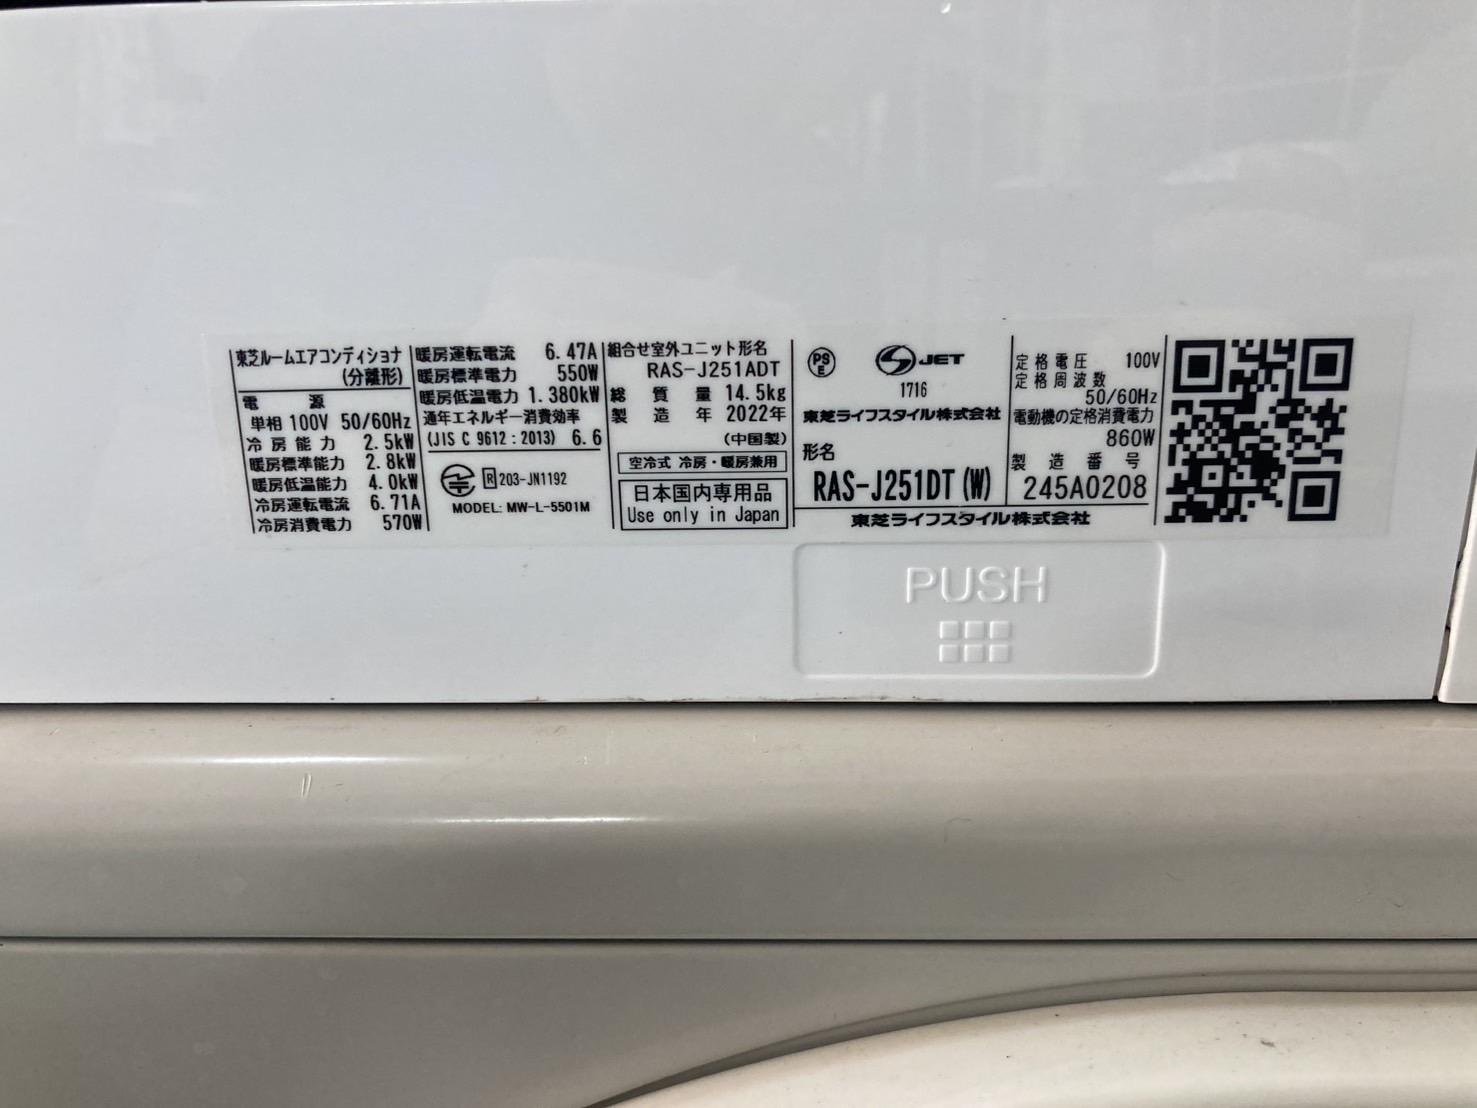 東芝ルームエアコンディショナ
(分離形)
電 源
単相 100V 50/60Hz
冷房能力 2.5kW
暖房標準能力 2.8kW
暖房低温能力 4.0kW
冷房運転電流 6.71A
冷房消費電力 570W
暖房運転電流 6.47A
暖房標準電力 550W
暖房低温電力 1.380kW
通年エネルギー消費効率
(JIS C 9612:2013) 6.6
R 203-JN1192
MODEL: MW-L-5501M
組合せ室外ユニット形名
RAS-J251ADT
総質量 14.5kg
製造年 2022年
(中国製)
空冷式 冷房・暖房兼用
日本国内専用品
Use only in Japan
PS
E
JET
1716
東芝ライフスタイル株式会社
形名
RAS-J251DT(W)
定格電圧 100V
定格周波数
50/60Hz
電動機の定格消費電力
860W
製造番号
245A0208
東芝ライフスタイル株式会社
PUSH